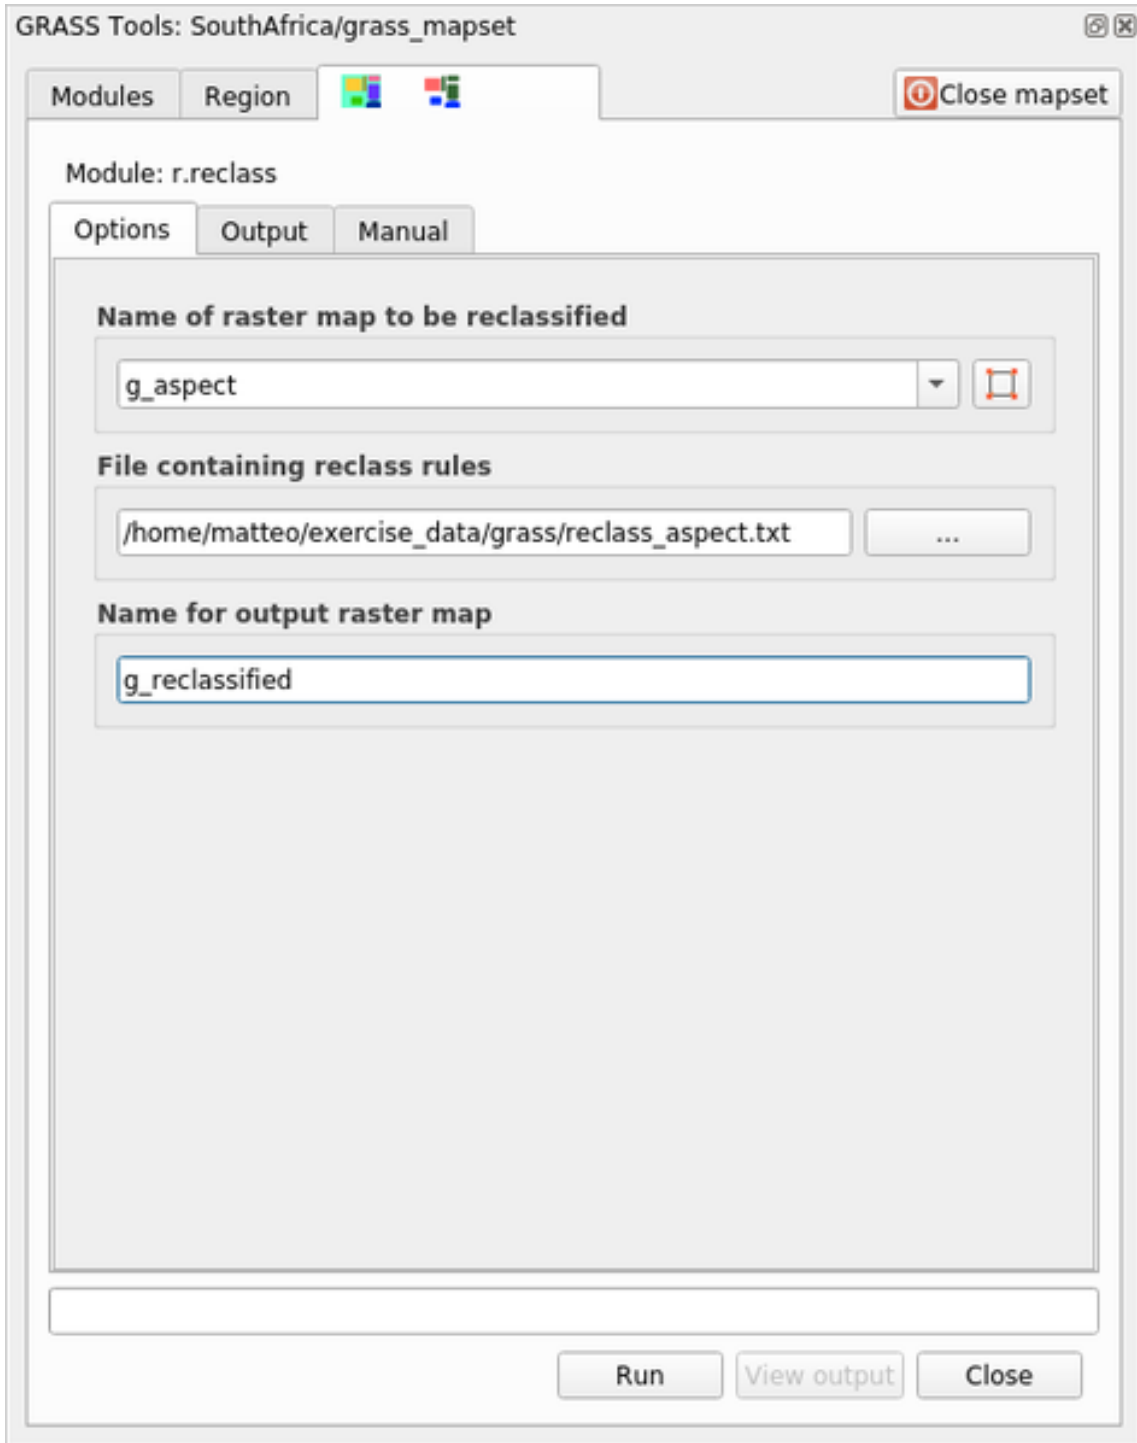 GRASS Tools: SouthAfrica/grass_mapset
Modules Region Close mapset
Module: r.reclass
Options Output Manual
Name of raster map to be reclassified
g_aspect
File containing reclass rules
/home/matteo/exercise_data/grass/reclass_aspect.txt ...
Name for output raster map
g_reclassified
Run View output Close